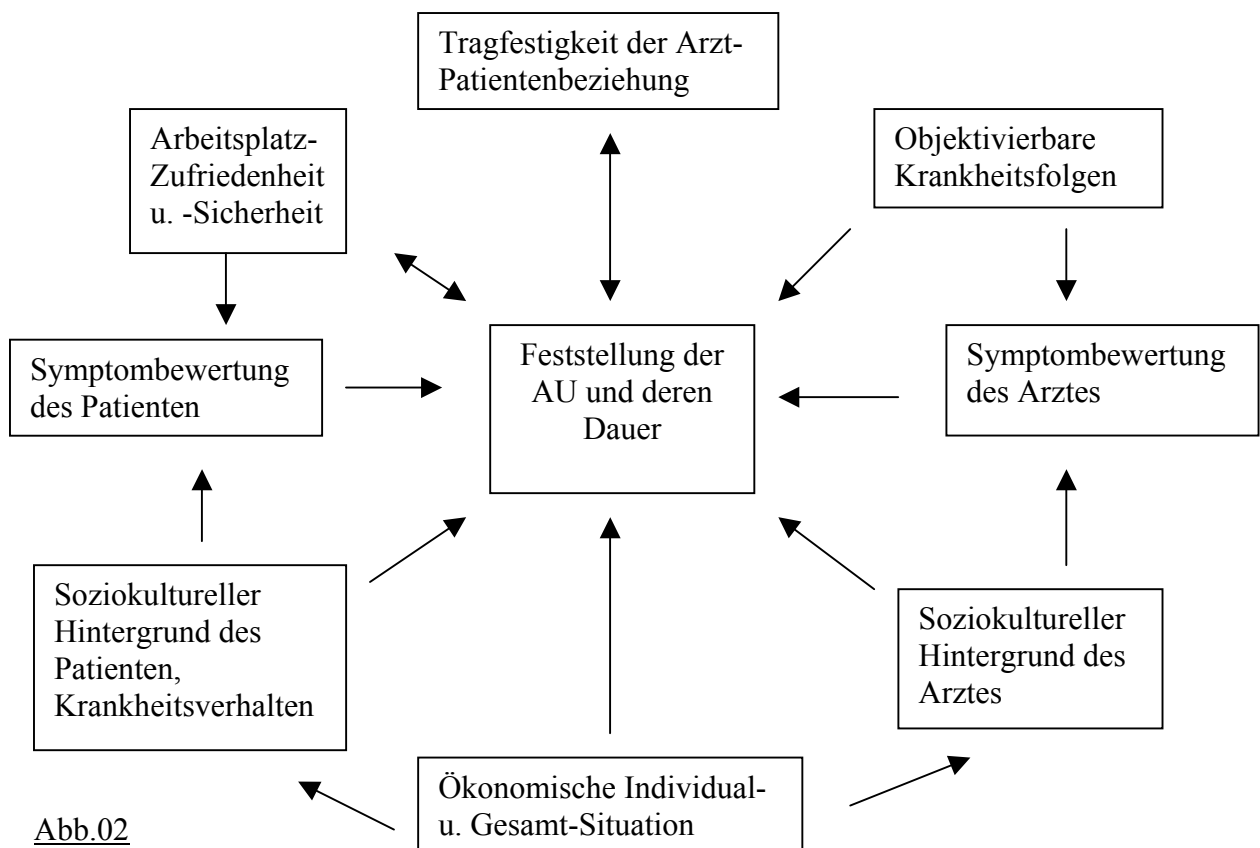 Tragfestigkeit der Arzt-
Patientenbeziehung
Arbeitsplatz-
Zufriedenheit
u. -Sicherheit
Objektivierbare
Krankheitsfolgen
Symptombewertung
des Patienten
Feststellung der
AU und deren
Dauer
Symptombewertung
des Arztes
Soziokultureller
Hintergrund des
Patienten,
Krankheitsverhalten
Soziokultureller
Hintergrund des
Arztes
Ökonomische Individual-
u. Gesamt-Situation
Abb.02